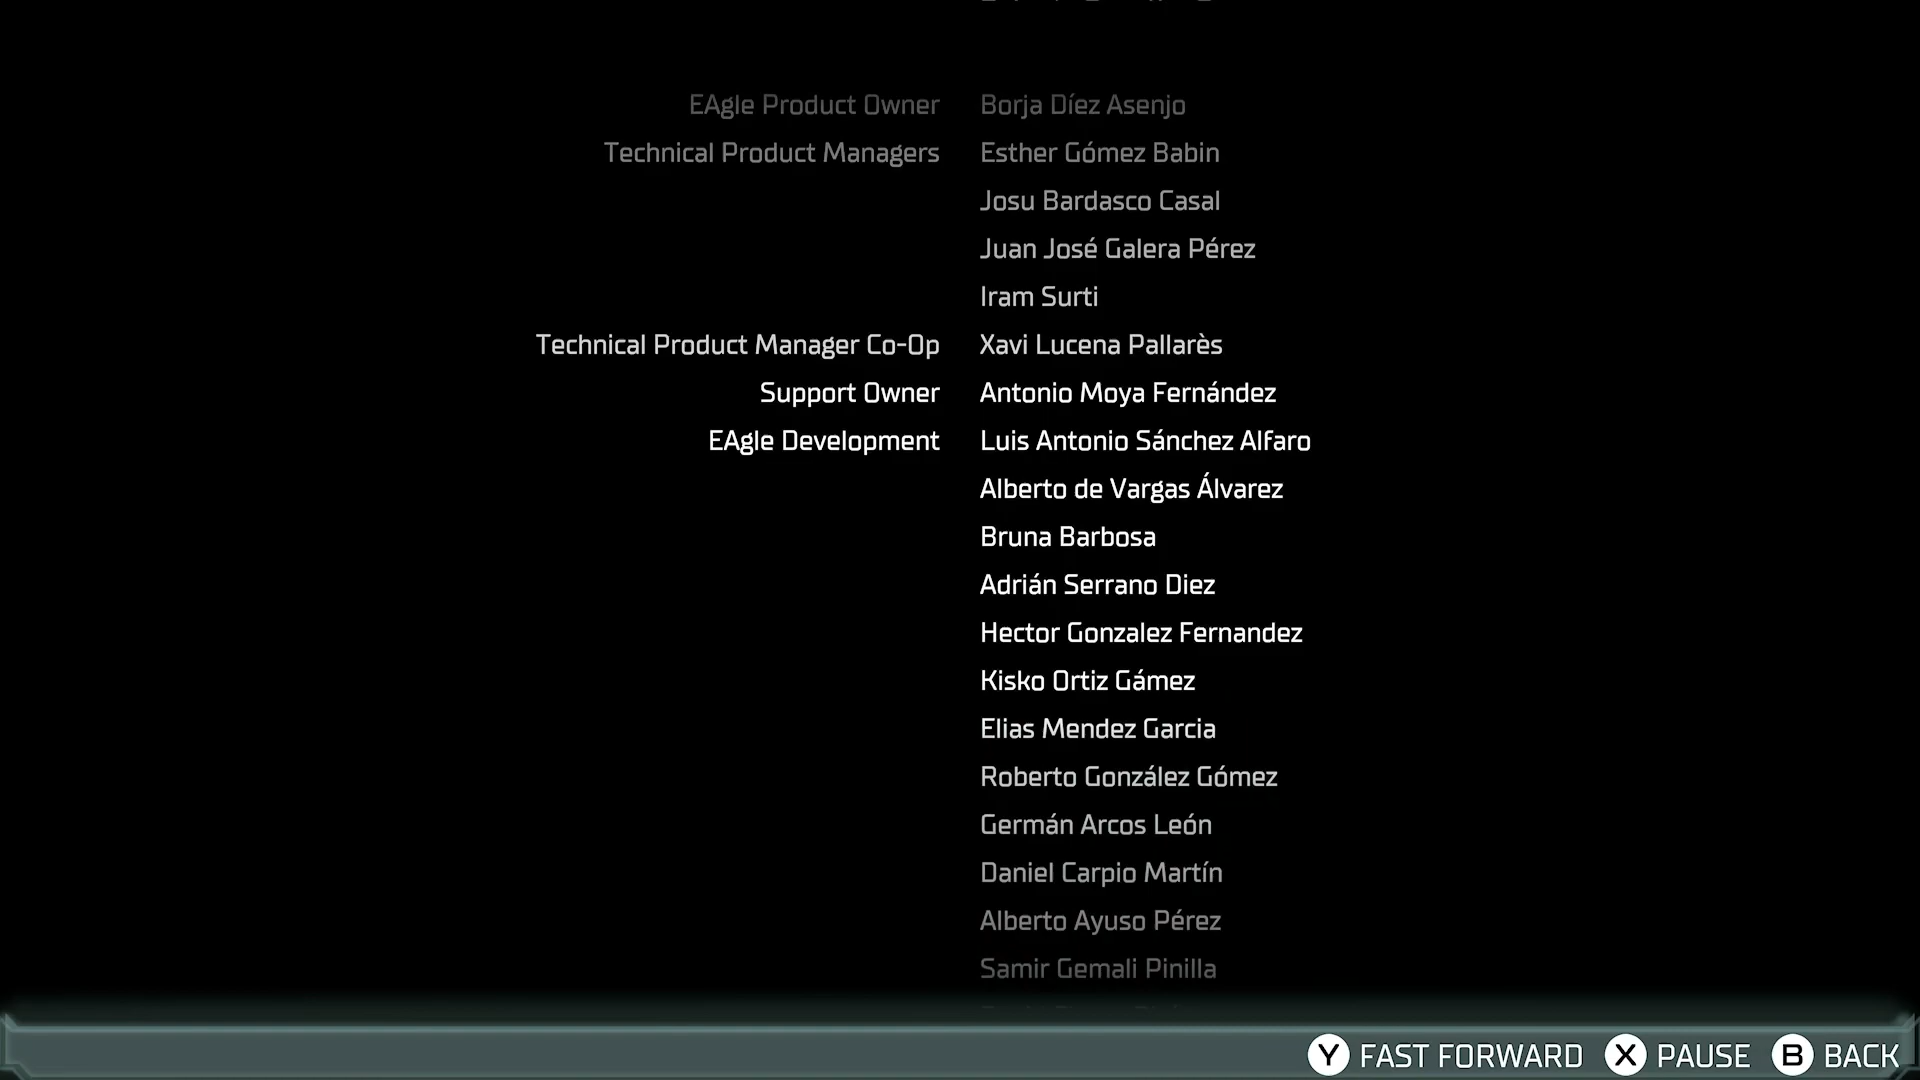 EAgle Product Owner Borja Díez Asenjo
Technical Product Managers Esther Gómez Babin
Josu Bardasco Casal
Juan José Galera Pérez
Iram Surti
Technical Product Manager Co-Op Xavi Lucena Pallarès
Support Owner Antonio Moya Fernández
EAgle Development Luis Antonio Sánchez Alfaro
Alberto de Vargas Álvarez
Bruna Barbosa
Adrián Serrano Diez
Hector Gonzalez Fernandez
Kisko Ortiz Gámez
Elias Mendez Garcia
Roberto González Gómez
Germán Arcos León
Daniel Carpio Martín
Alberto Ayuso Pérez
Samir Gemali Pinilla
Y FAST FORWARD X PAUSE B BACK